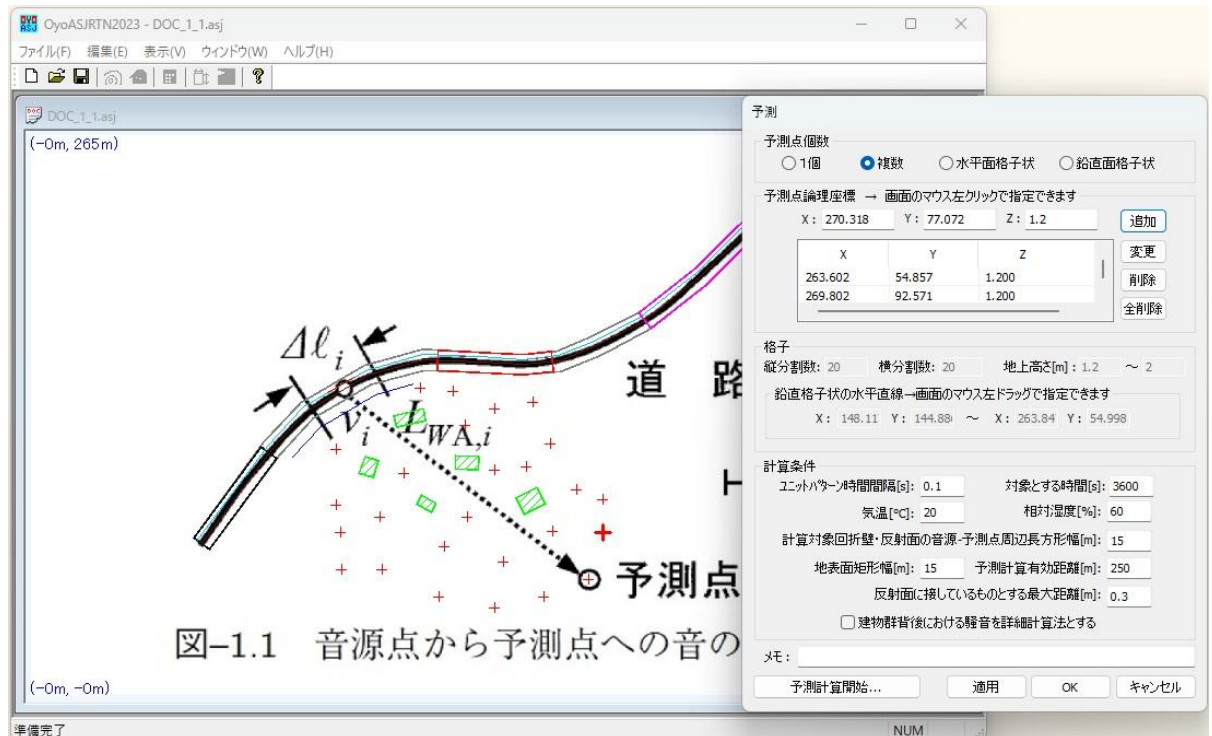 OyoASJRTN2023 - DOC_1_1.asj
ファイル(F) 編集(E) 表示(V) ウィンドウ(W) ヘルプ(H)
DOC_1_1.asj
(-0m, 265m)
Δℓi
νi
LWA,i
道 路
予測点
図-1.1 音源点から予測点への音の
(-0m, -0m)
準備完了
NUM
予測
予測点個数
1個 複数 水平面格子状 鉛直面格子状
予測点論理座標 → 画面のマウス左クリックで指定できます
X: 270.318 Y: 77.072 Z: 1.2 追加
X Y Z 変更
263.602 54.857 1.200 削除
269.802 92.571 1.200 全削除
格子
縦分割数: 20 横分割数: 20 地上高さ[m] : 1.2 ~ 2
鉛直格子状の水平直線→画面のマウス左ドラッグで指定できます
X: 148.11 Y: 144.88 ~ X: 263.84 Y: 54.998
計算条件
ユニットパターン時間間隔[s]: 0.1 対象とする時間[s]: 3600
気温[℃]: 20 相対湿度[%]: 60
計算対象回折壁・反射面の音源-予測点周辺長方形幅[m]: 15
地表面矩形幅[m]: 15 予測計算有効距離[m]: 250
反射面に接しているものとする最大距離[m]: 0.3
建物群背後における騒音を詳細計算法とする
メモ:
予測計算開始... 適用 OK キャンセル